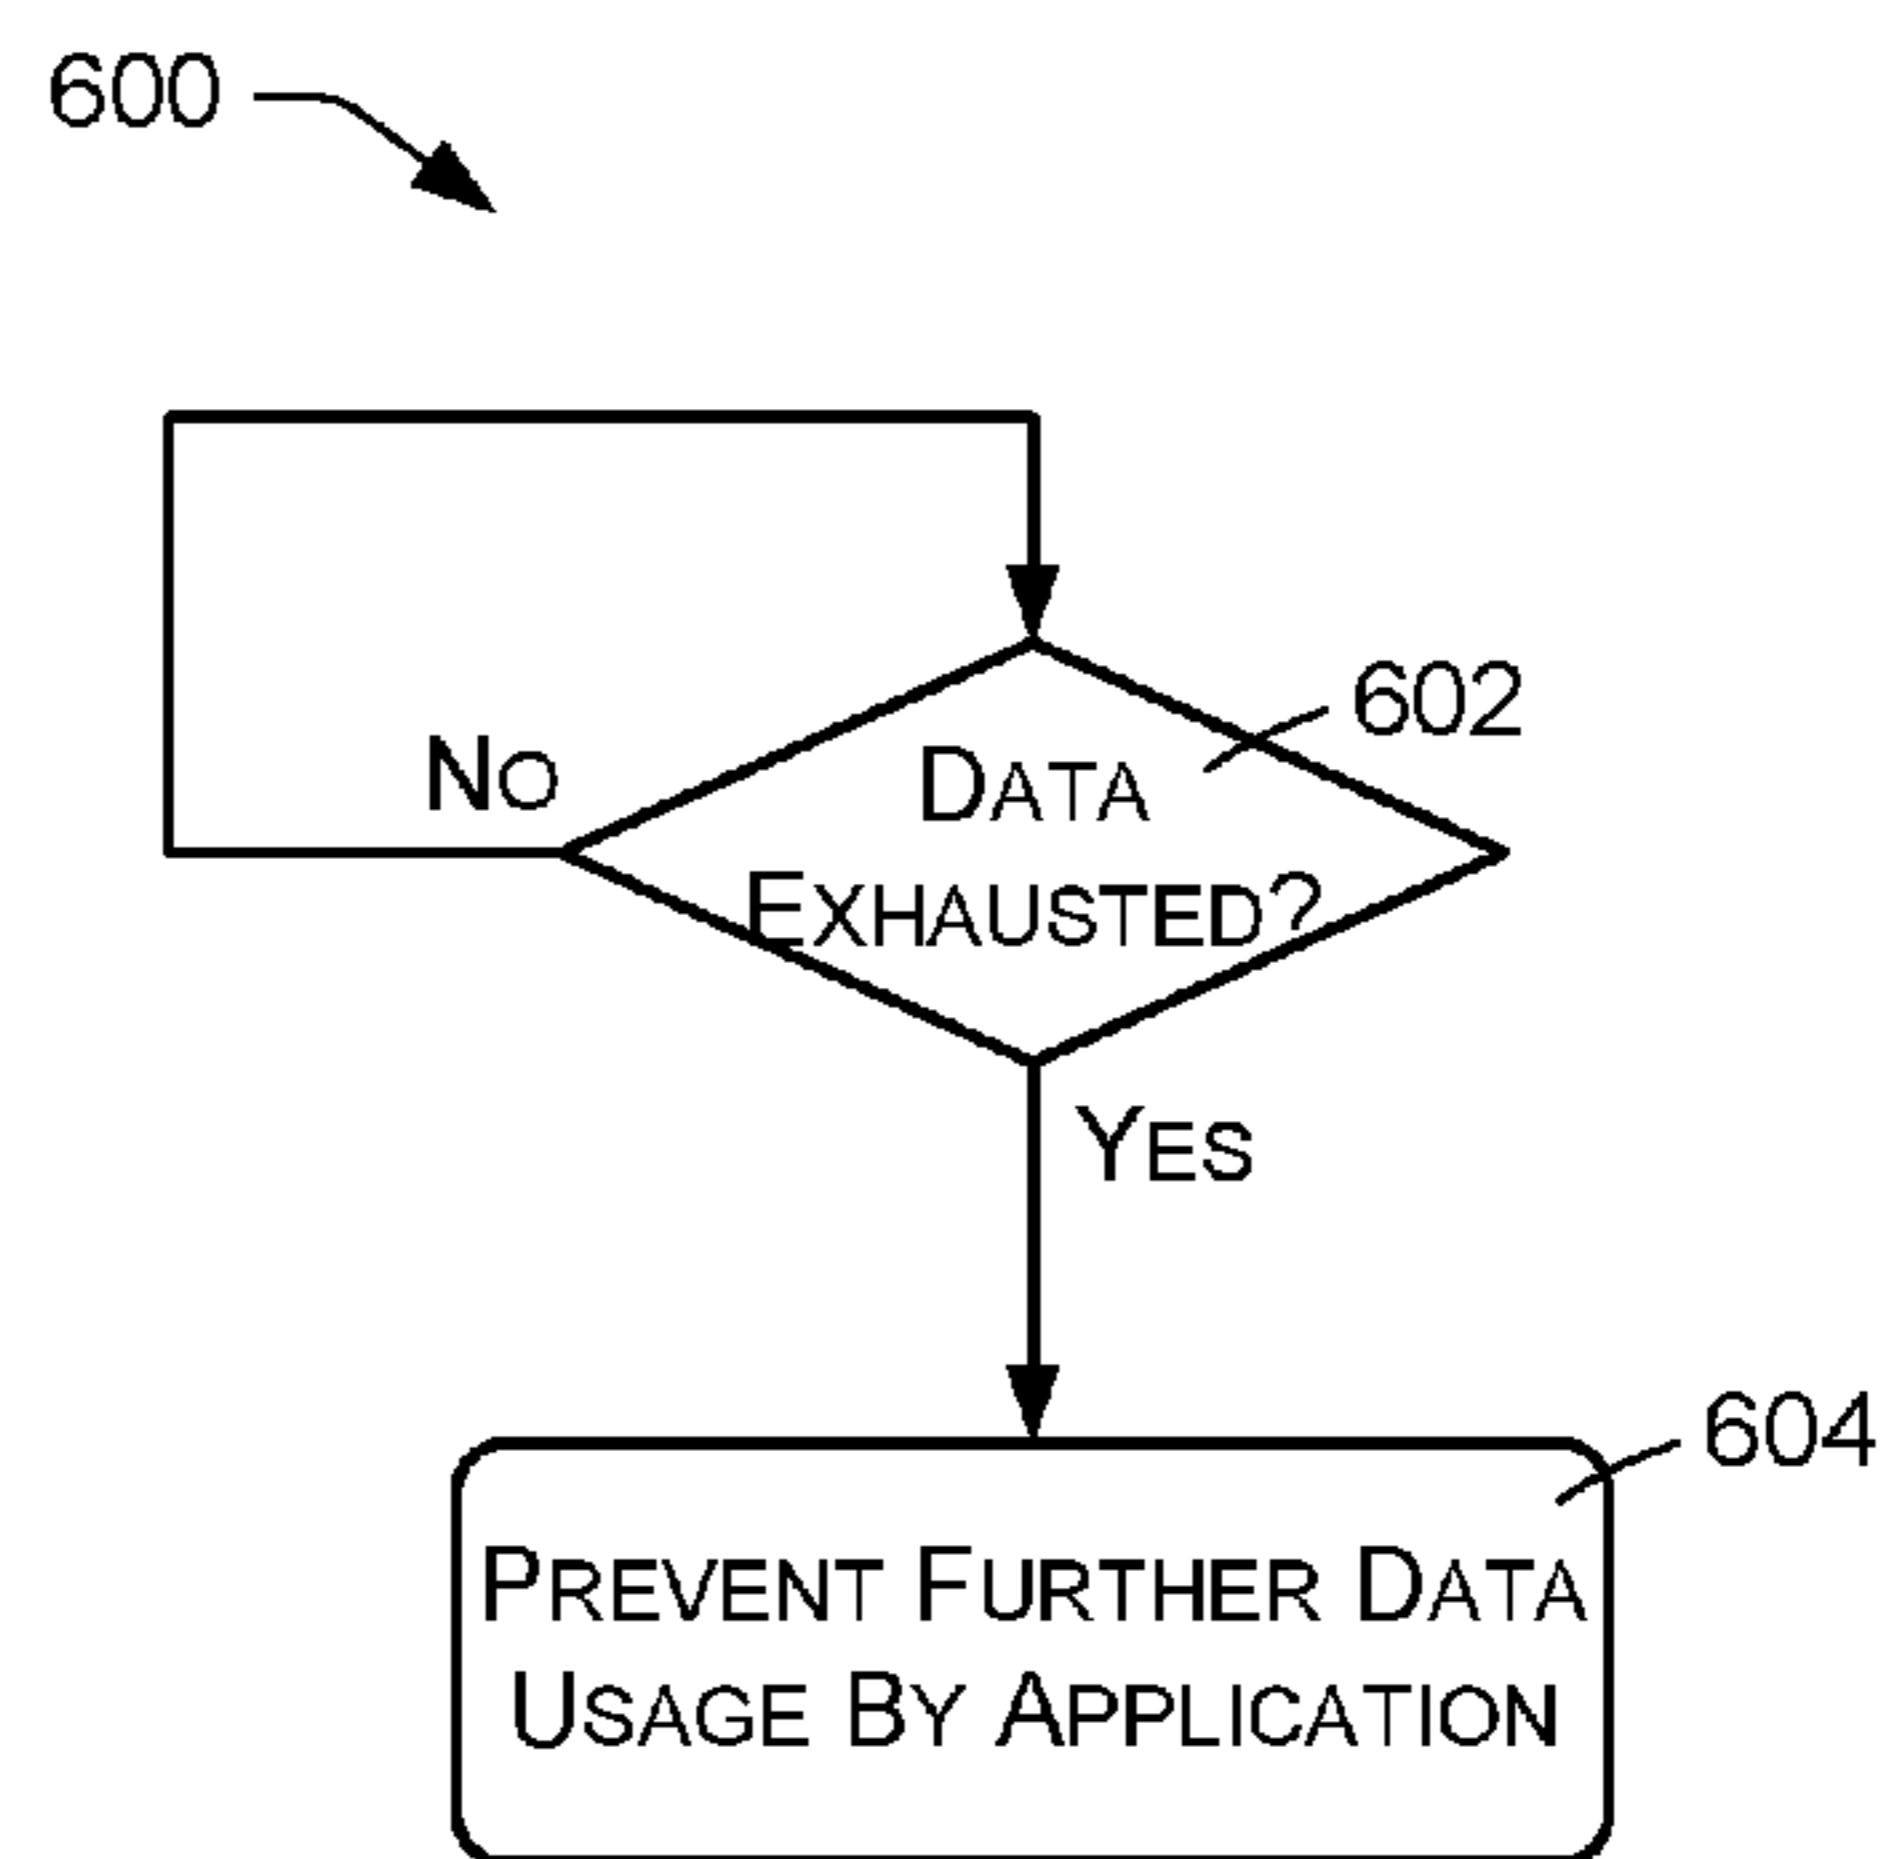 600
602
No
Data
Exhausted?
Yes
604
Prevent Further Data
Usage By Application